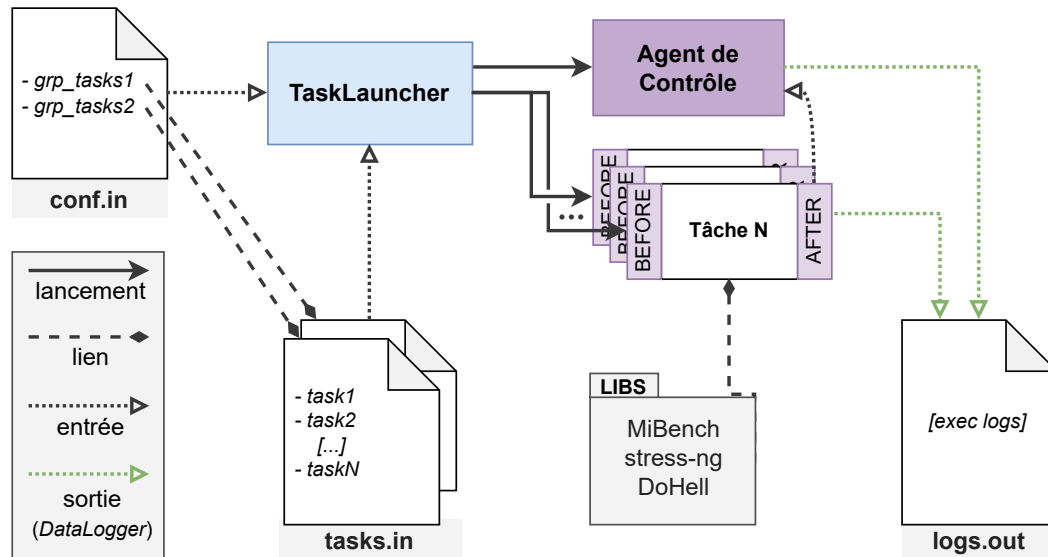 - grp_tasks1
- grp_tasks2
conf.in
TaskLauncher
Agent de
Contrôle
BEFORE
BEFORE
BEFORE
...
Tâche N
AFTER
lancement
lien
entrée
sortie
(DataLogger)
- task1
- task2
[...]
- taskN
tasks.in
LIBS
MiBench
stress-ng
DoHell
[exec logs]
logs.out